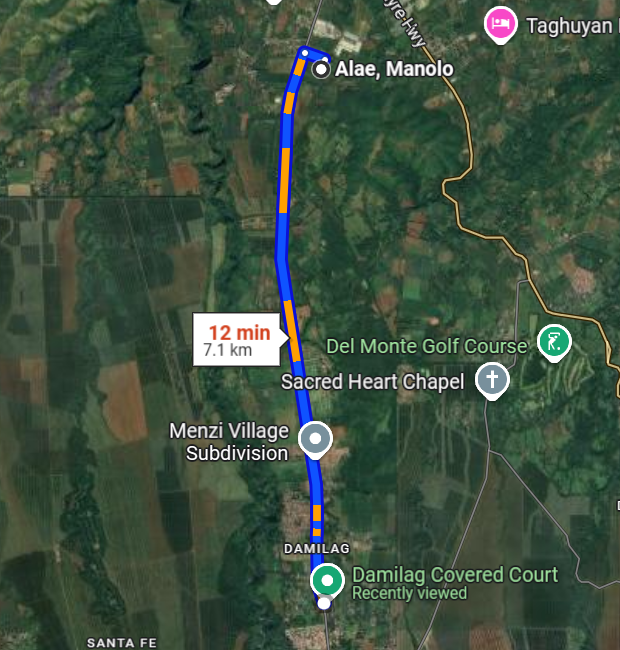 yre Hwy
Taghuyan
Alae, Manolo
12 min
7.1 km
Del Monte Golf Course
Sacred Heart Chapel
Menzi Village
Subdivision
DAMILAG
Damilag Covered Court
Recently viewed
SANTA FE